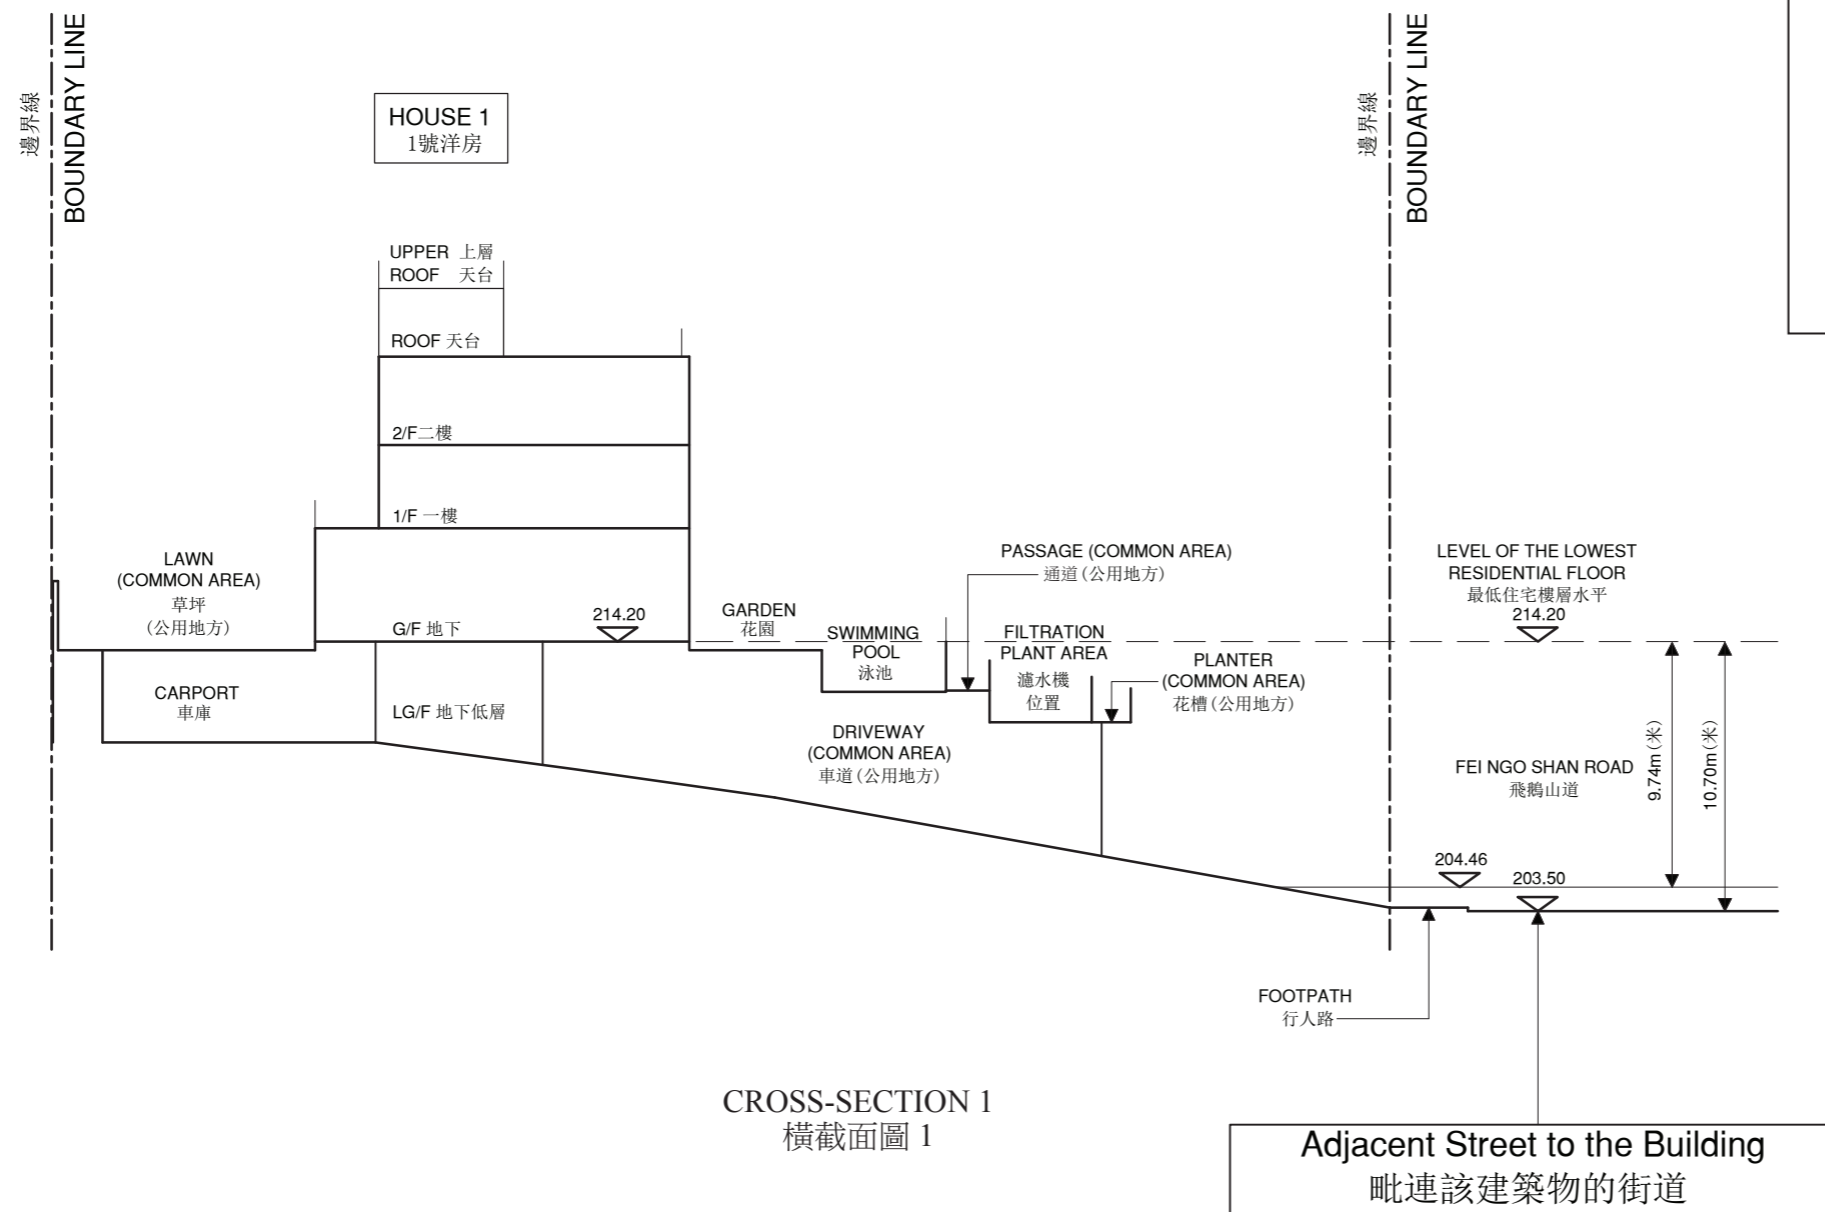 邊界線
BOUNDARY LINE
HOUSE 1
1號洋房
邊界線
BOUNDARY LINE
UPPER 上層
ROOF 天台
ROOF 天台
2/F二樓
1/F 一樓
LAWN
(COMMON AREA)
草坪
(公用地方)
G/F 地下
214.20
GARDEN
花園
SWIMMING
POOL
泳池
PASSAGE (COMMON AREA)
通道(公用地方)
FILTRATION
PLANT AREA
濾水機
位置
PLANTER
(COMMON AREA)
花槽(公用地方)
LEVEL OF THE LOWEST
RESIDENTIAL FLOOR
最低住宅樓層水平
214.20
CARPORT
車庫
LG/F 地下低層
DRIVEWAY
(COMMON AREA)
車道(公用地方)
FEI NGO SHAN ROAD
飛鵝山道
9.74m(米)
10.70m(米)
204.46
203.50
FOOTPATH
行人路
CROSS-SECTION 1
橫截面圖 1
Adjacent Street to the Building
毗連該建築物的街道